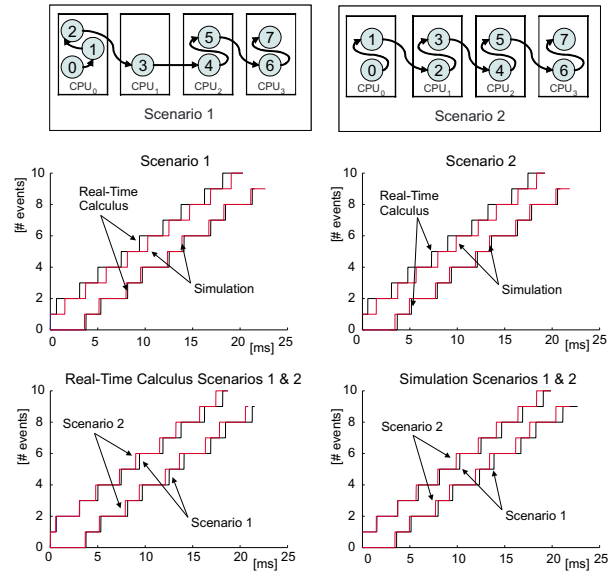 2 1 0 3 5 4 7 6
CPU0 CPU1 CPU2 CPU3
Scenario 1
1 0 3 2 5 4 7 6
CPU0 CPU1 CPU2 CPU3
Scenario 2
Scenario 1
[# events]
10
8
6
4
2
0
Real-Time
Calculus
Simulation
0 5 10 15 20 25
[ms]
Scenario 2
[# events]
10
8
6
4
2
0
Real-Time
Calculus
Simulation
0 5 10 15 20 25
[ms]
Real-Time Calculus Scenarios 1 & 2
[# events]
10
8
6
4
2
0
Scenario 2
Scenario 1
0 5 10 15 20 25
[ms]
Simulation Scenarios 1 & 2
[# events]
10
8
6
4
2
0
Scenario 2
Scenario 1
0 5 10 15 20 25
[ms]